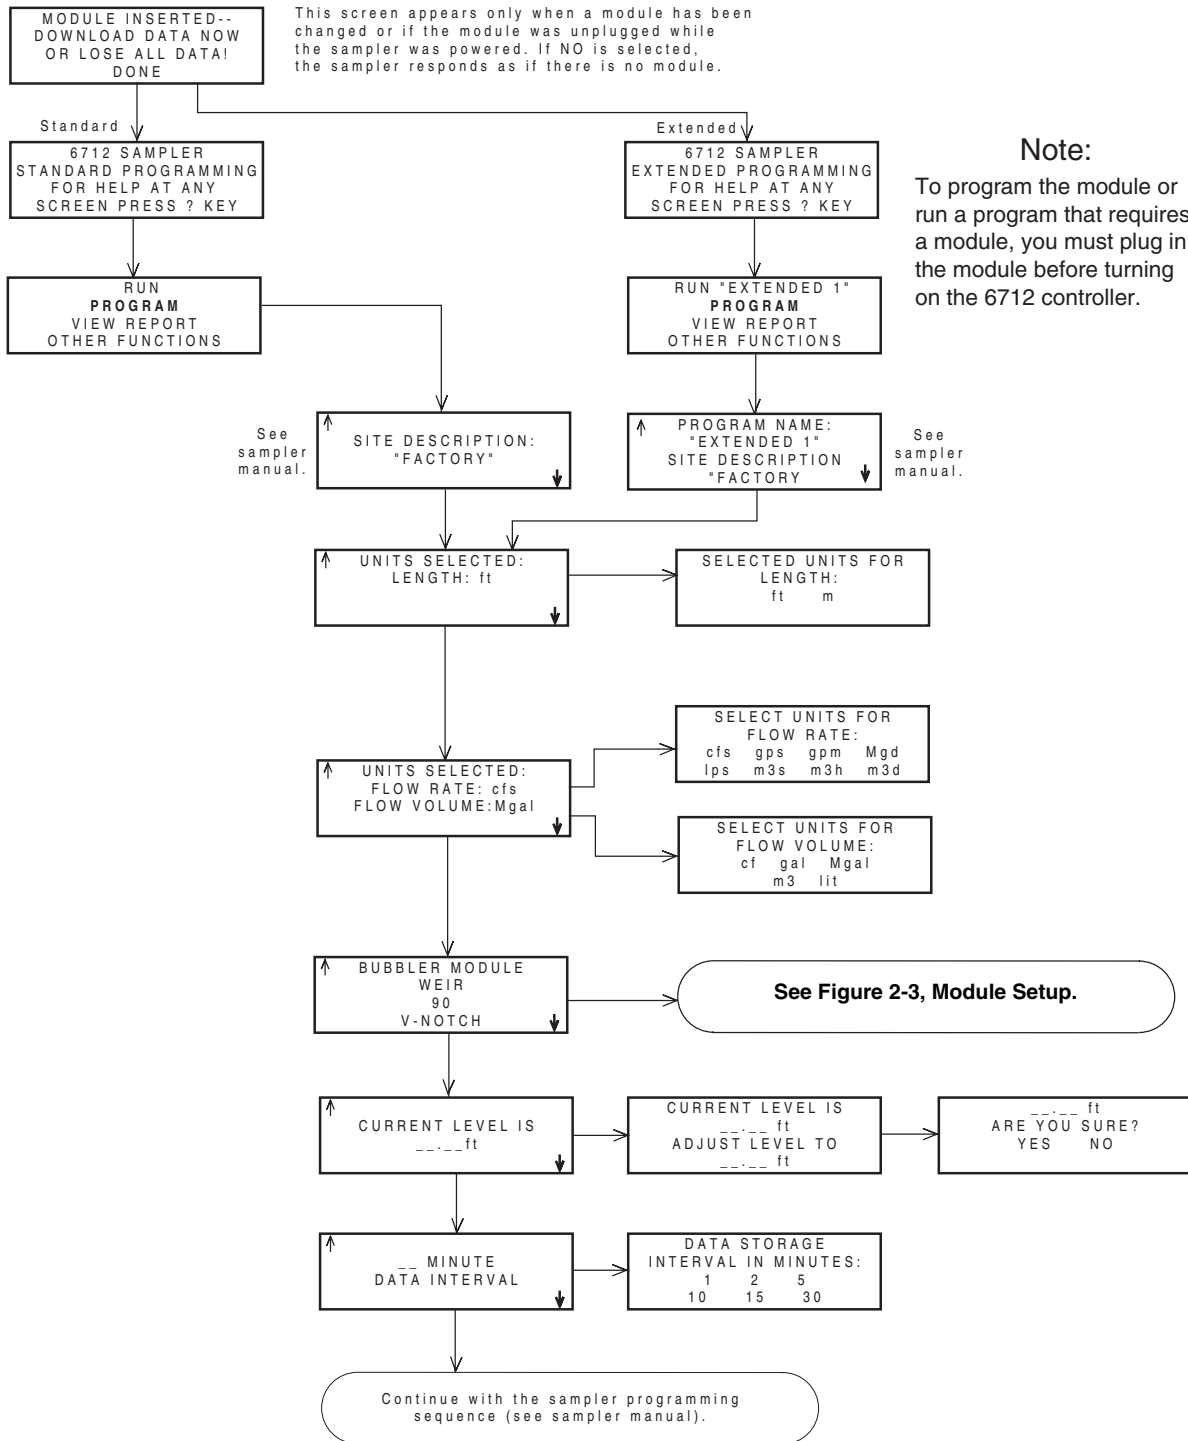 MODULE INSERTED--
DOWNLOAD DATA NOW
OR LOSE ALL DATA!
DONE
This screen appears only when a module has been
changed or if the module was unplugged while
the sampler was powered. If NO is selected,
the sampler responds as if there is no module.
Standard
Extended
6712 SAMPLER
STANDARD PROGRAMMING
FOR HELP AT ANY
SCREEN PRESS ? KEY
6712 SAMPLER
EXTENDED PROGRAMMING
FOR HELP AT ANY
SCREEN PRESS ? KEY
Note:
To program the module or
run a program that requires
a module, you must plug in
the module before turning
on the 6712 controller.
RUN
PROGRAM
VIEW REPORT
OTHER FUNCTIONS
RUN "EXTENDED 1"
PROGRAM
VIEW REPORT
OTHER FUNCTIONS
See
sampler
manual.
SITE DESCRIPTION:
"FACTORY"
PROGRAM NAME:
"EXTENDED 1"
SITE DESCRIPTION
"FACTORY
See
sampler
manual.
UNITS SELECTED:
LENGTH: ft
SELECTED UNITS FOR
LENGTH:
ft m
UNITS SELECTED:
FLOW RATE: cfs
FLOW VOLUME:Mgal
SELECT UNITS FOR
FLOW RATE:
cfs gps gpm Mgd
lps m3s m3h m3d
SELECT UNITS FOR
FLOW VOLUME:
cf gal Mgal
m3 lit
BUBBLER MODULE
WEIR
90
V-NOTCH
See Figure 2-3, Module Setup.
CURRENT LEVEL IS
__.__ft
CURRENT LEVEL IS
__.__ ft
ADJUST LEVEL TO
__.__ ft
__.__ ft
ARE YOU SURE?
YES NO
__ MINUTE
DATA INTERVAL
DATA STORAGE
INTERVAL IN MINUTES:
1 2 5
10 15 30
Continue with the sampler programming
sequence (see sampler manual).